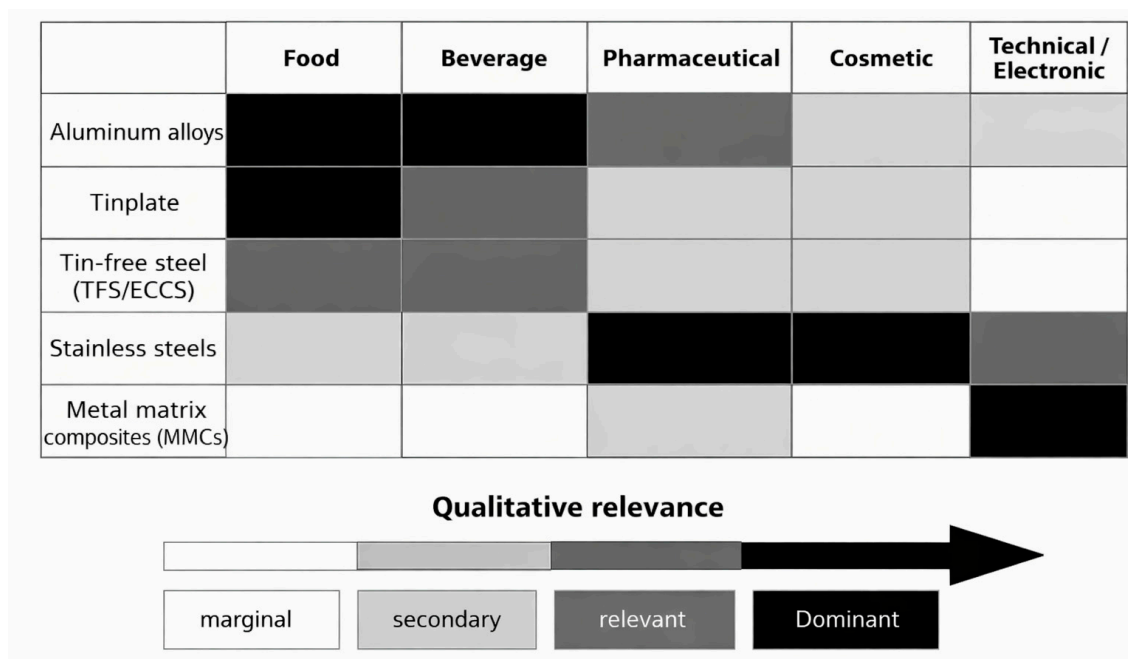 Food Beverage Pharmaceutical Cosmetic Technical /
Electronic
Aluminum alloys
Tinplate
Tin-free steel
(TFS/ECCS)
Stainless steels
Metal matrix
composites (MMCs)
Qualitative relevance
marginal secondary relevant Dominant